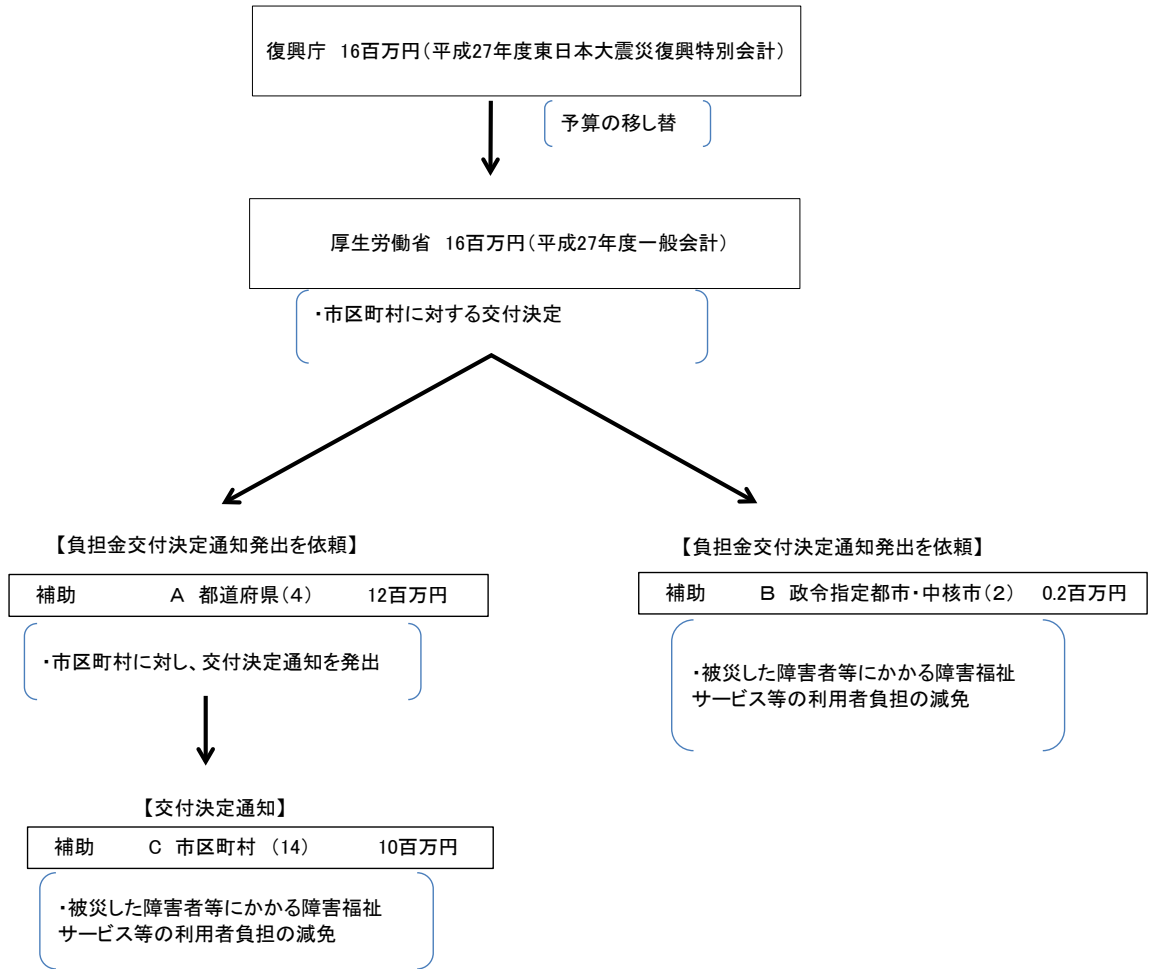 復興庁 16百万円(平成27年度東日本大震災復興特別会計)
予算の移し替
厚生労働省 16百万円(平成27年度一般会計)
・市区町村に対する交付決定
【負担金交付決定通知発出を依頼】
補助 A 都道府県(4) 12百万円
・市区町村に対し、交付決定通知を発出
【交付決定通知】
補助 C 市区町村 (14) 10百万円
・被災した障害者等にかかる障害福祉
サービス等の利用者負担の減免
【負担金交付決定通知発出を依頼】
補助 B 政令指定都市・中核市(2) 0.2百万円
・被災した障害者等にかかる障害福祉
サービス等の利用者負担の減免